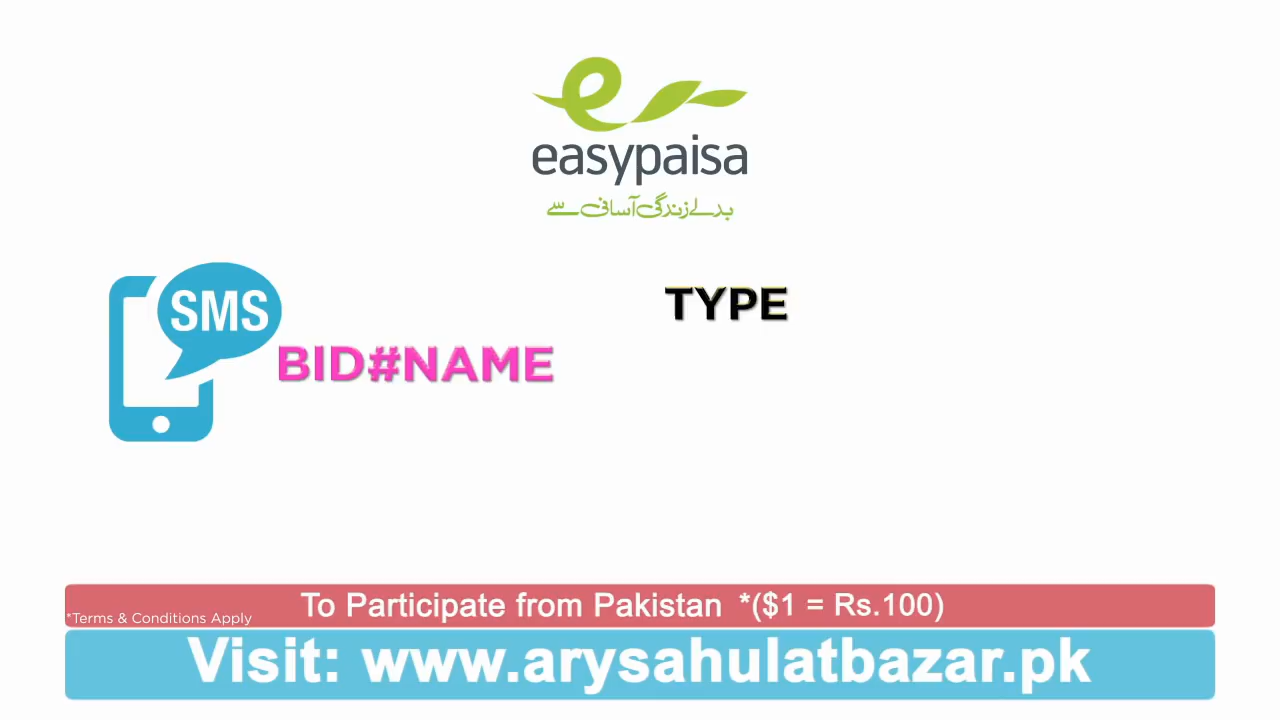 easypaisa
بدلے زندگی آسانی سے
TYPE
SMS
BID#NAME
To Participate from Pakistan *($1 = Rs.100)
*Terms & Conditions Apply
Visit: www.arysahulatbazar.pk